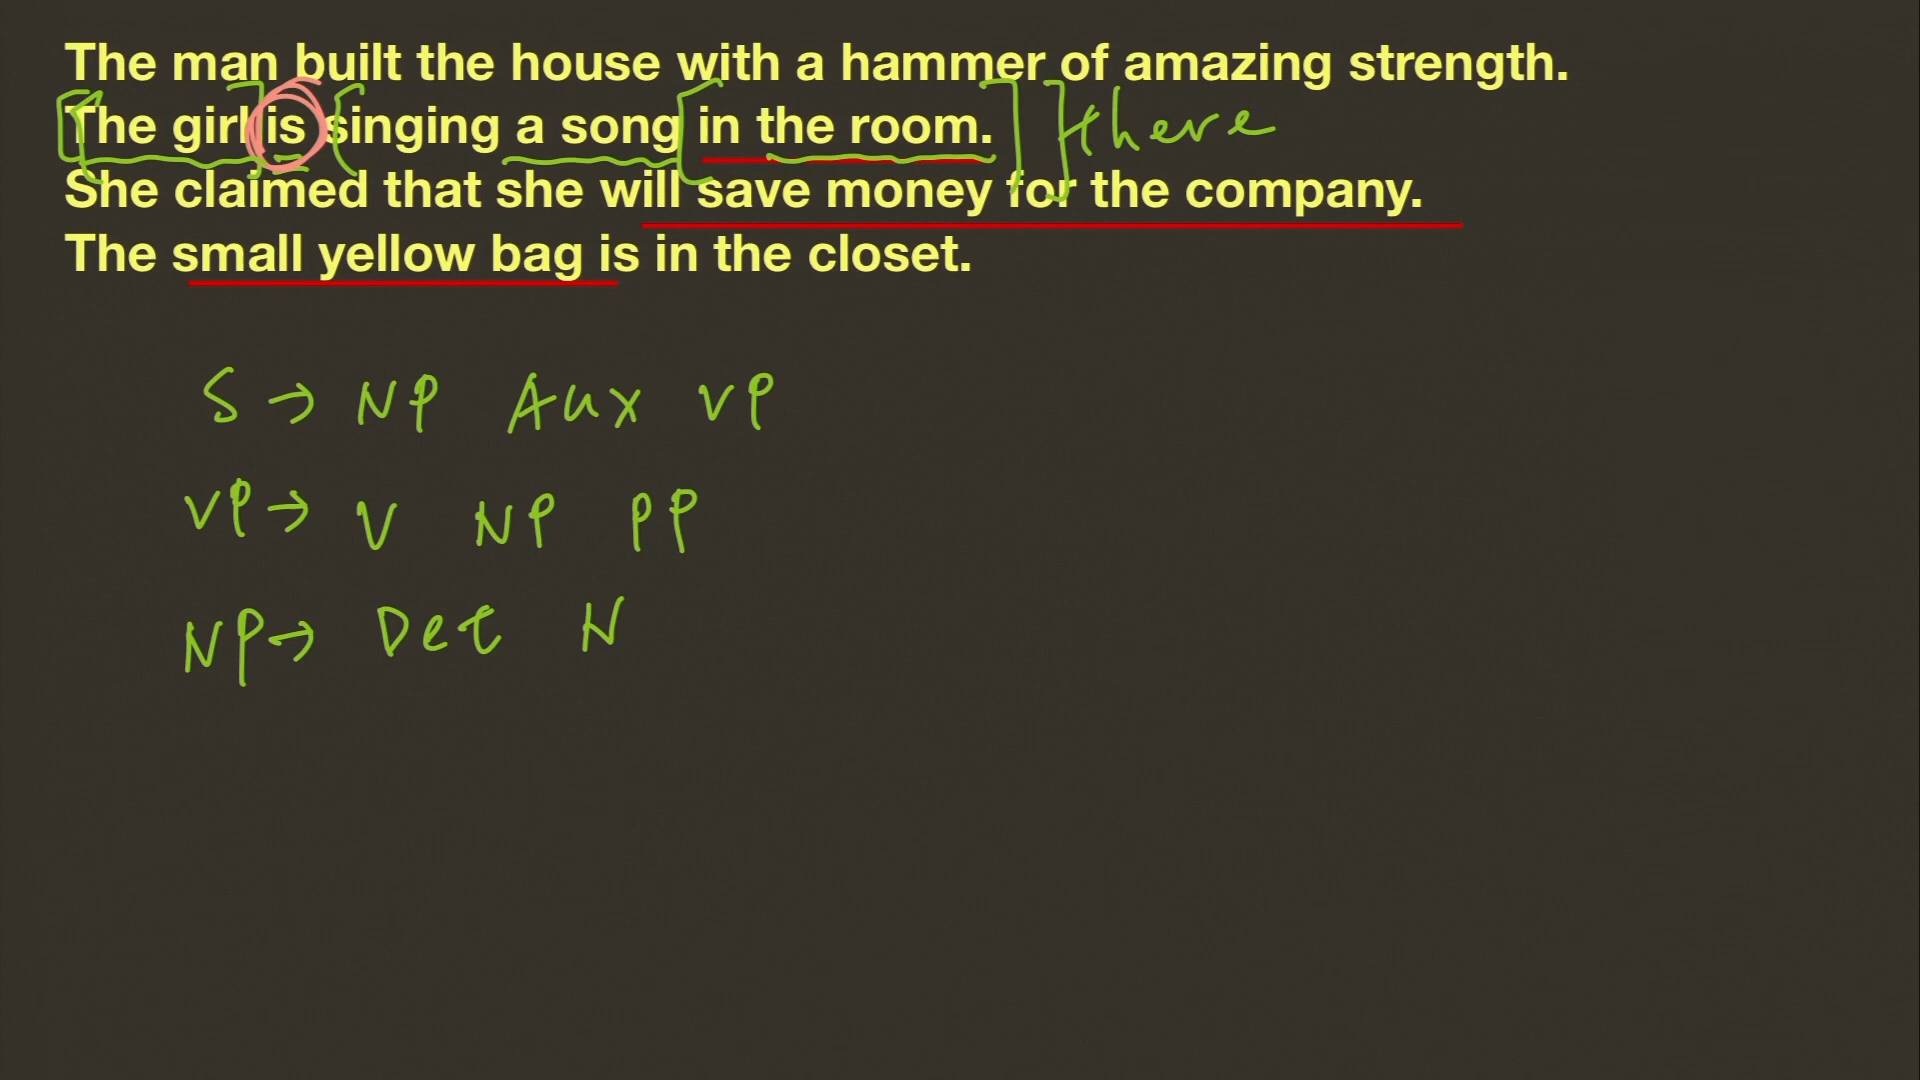 The man built the house with a hammer of amazing strength.
The girl is singing a song in the room. there
She claimed that she will save money for the company.
The small yellow bag is in the closet.
S → NP Aux VP
VP → V NP PP
NP → Det N